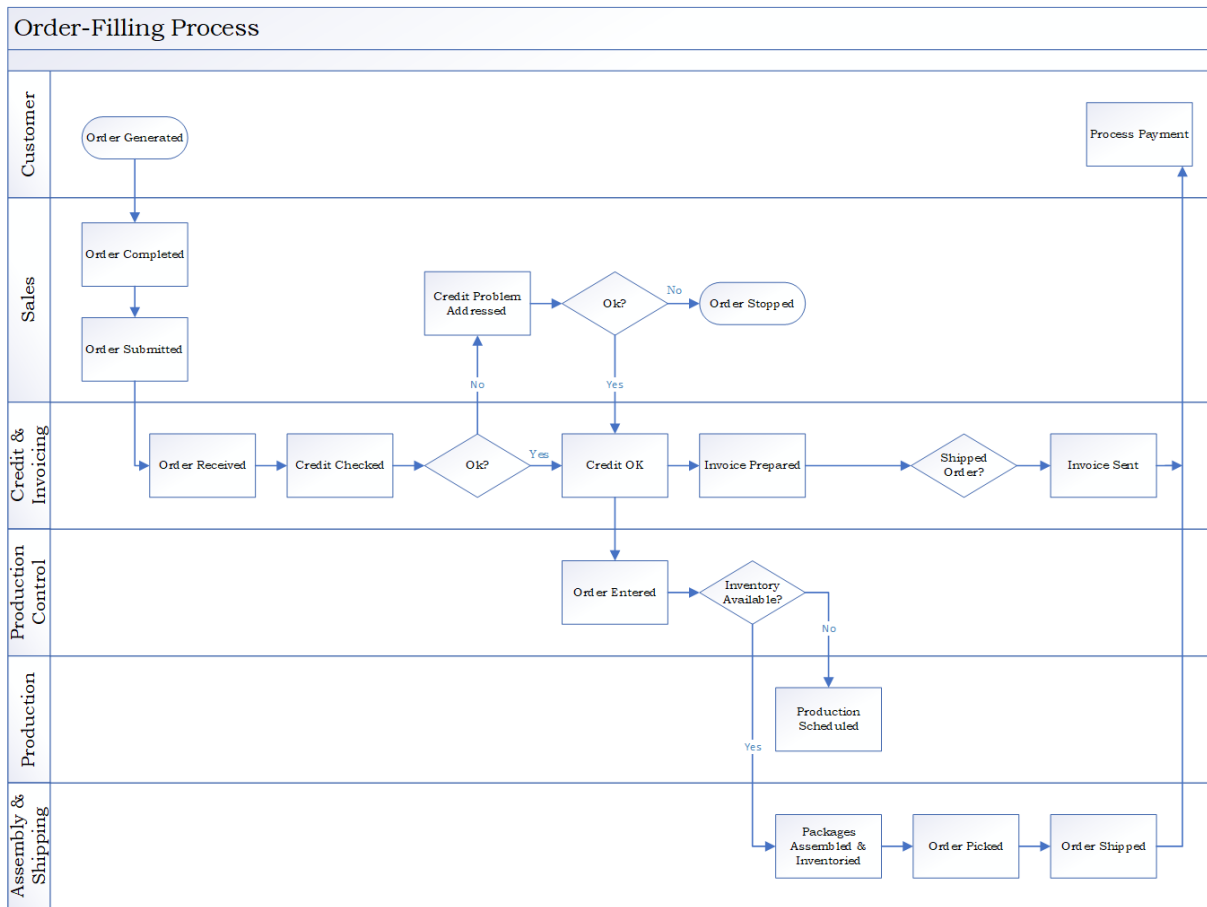 Order-Filling Process
Customer
Order Generated
Process Payment
Sales
Order Completed
Order Submitted
Credit Problem
Addressed
Ok?
No
Order Stopped
No
Yes
Credit &
Invoicing
Order Received
Credit Checked
Ok?
Yes
Credit OK
Invoice Prepared
Shipped
Order?
Invoice Sent
Production
Control
Order Entered
Inventory
Available?
No
Production
Production
Scheduled
Yes
Assembly &
Shipping
Packages
Assembled &
Inventoried
Order Picked
Order Shipped